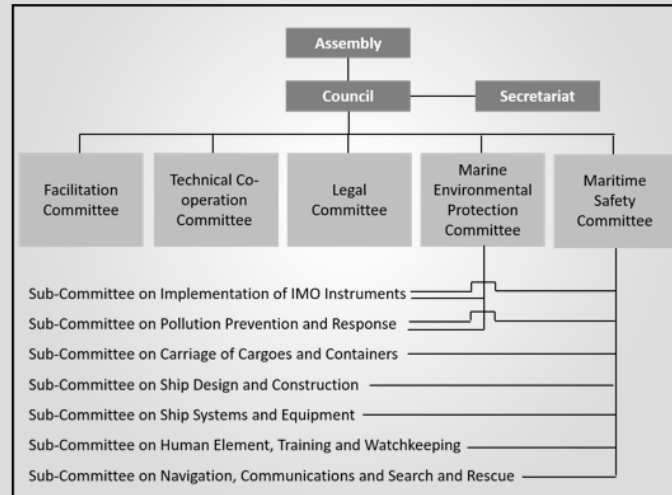 Assembly
Council
Secretariat
Facilitation
Committee
Technical Co-
operation
Committee
Legal
Committee
Marine
Environmental
Protection
Committee
Maritime
Safety
Committee
Sub-Committee on Implementation of IMO Instruments
Sub-Committee on Pollution Prevention and Response
Sub-Committee on Carriage of Cargoes and Containers
Sub-Committee on Ship Design and Construction
Sub-Committee on Ship Systems and Equipment
Sub-Committee on Human Element, Training and Watchkeeping
Sub-Committee on Navigation, Communications and Search and Rescue